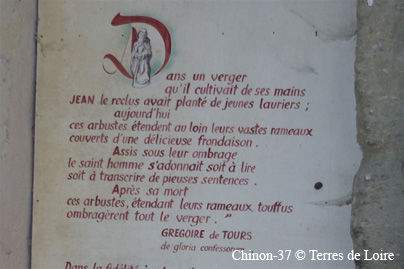 Dans un verger
qu'il cultivait de ses mains
JEAN le reclus avait planté de jeunes lauriers ;
aujourd'hui
ces arbustes étendent au loin leurs vastes rameaux
couverts d'une délicieuse frondaison .
Assis sous leur ombrage
le saint homme s'adonnait soit à lire
soit à transcrire de pieuses sentences .
Après sa mort
ces arbustes, étendant leurs rameaux touffus
ombragèrent tout le verger . "
GREGOIRE de TOURS
de gloria confessorum
Chinon-37 © Terres de Loire
Dans la fidélité